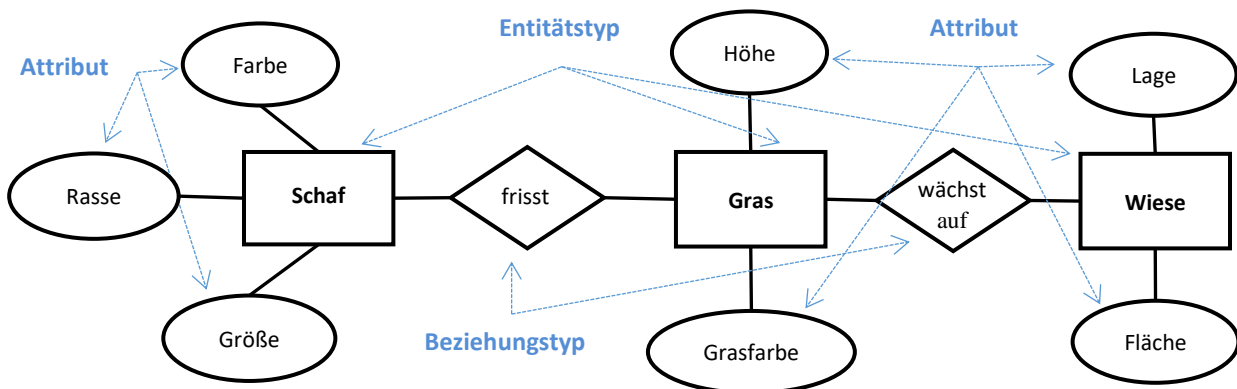 Entitätstyp
Attribut
Attribut
Farbe
Höhe
Lage
Rasse
Schaf
frisst
Gras
wächst
auf
Wiese
Größe
Beziehungstyp
Grasfarbe
Fläche